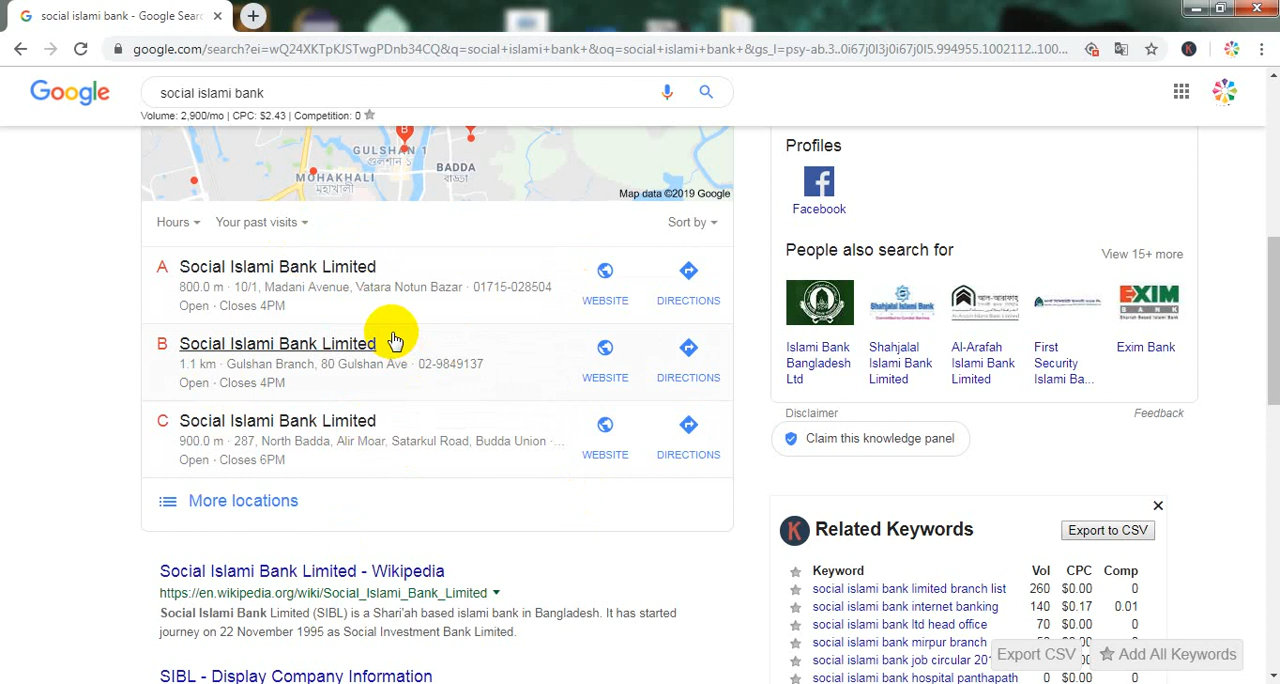 social islami bank - Google Searc
google.com/search?ei=wQ24XKTpKJSTwgPDnb34CQ&q=social+islami+bank+&oq=social+islami+bank+&gs_l=psy-ab.3..0i67j0l3j0i67j0l5.994955.1002112..100...
Google
social islami bank
Volume: 2,900/mo | CPC: $2.43 | Competition: 0
B
GULSHAN 1
গুলশান ১
BADDA
বাড্ডা
MOHAKHALI
মহাখালী
Map data ©2019 Google
Hours
Your past visits
Sort by
A Social Islami Bank Limited
800.0 m · 10/1, Madani Avenue, Vatara Notun Bazar · 01715-028504
Open · Closes 4PM
WEBSITE
DIRECTIONS
B Social Islami Bank Limited
1.1 km · Gulshan Branch, 80 Gulshan Ave · 02-9849137
Open · Closes 4PM
WEBSITE
DIRECTIONS
C Social Islami Bank Limited
900.0 m · 287, North Badda, Alir Moar, Satarkul Road, Budda Union · ...
Open · Closes 6PM
WEBSITE
DIRECTIONS
More locations
Social Islami Bank Limited - Wikipedia
https://en.wikipedia.org/wiki/Social_Islami_Bank_Limited
Social Islami Bank Limited (SIBL) is a Shari'ah based islami bank in Bangladesh. It has started
journey on 22 November 1995 as Social Investment Bank Limited.
SIBL - Display Company Information
Profiles
Facebook
People also search for
View 15+ more
EXIM
BANK
Islami Bank
Bangladesh
Ltd
Shahjalal
Islami Bank
Limited
Al-Arafah
Islami Bank
Limited
First
Security
Islami Ba...
Exim Bank
Disclaimer
Feedback
Claim this knowledge panel
K Related Keywords
Export to CSV
Keyword Vol CPC Comp
social islami bank limited branch list 260 $0.00 0
social islami bank internet banking 140 $0.17 0.01
social islami bank ltd head office 70 $0.00 0
social islami bank mirpur branch
social islami bank job circular 20
social islami bank hospital panthapath 0 $0.00 0
Export CSV
Add All Keywords